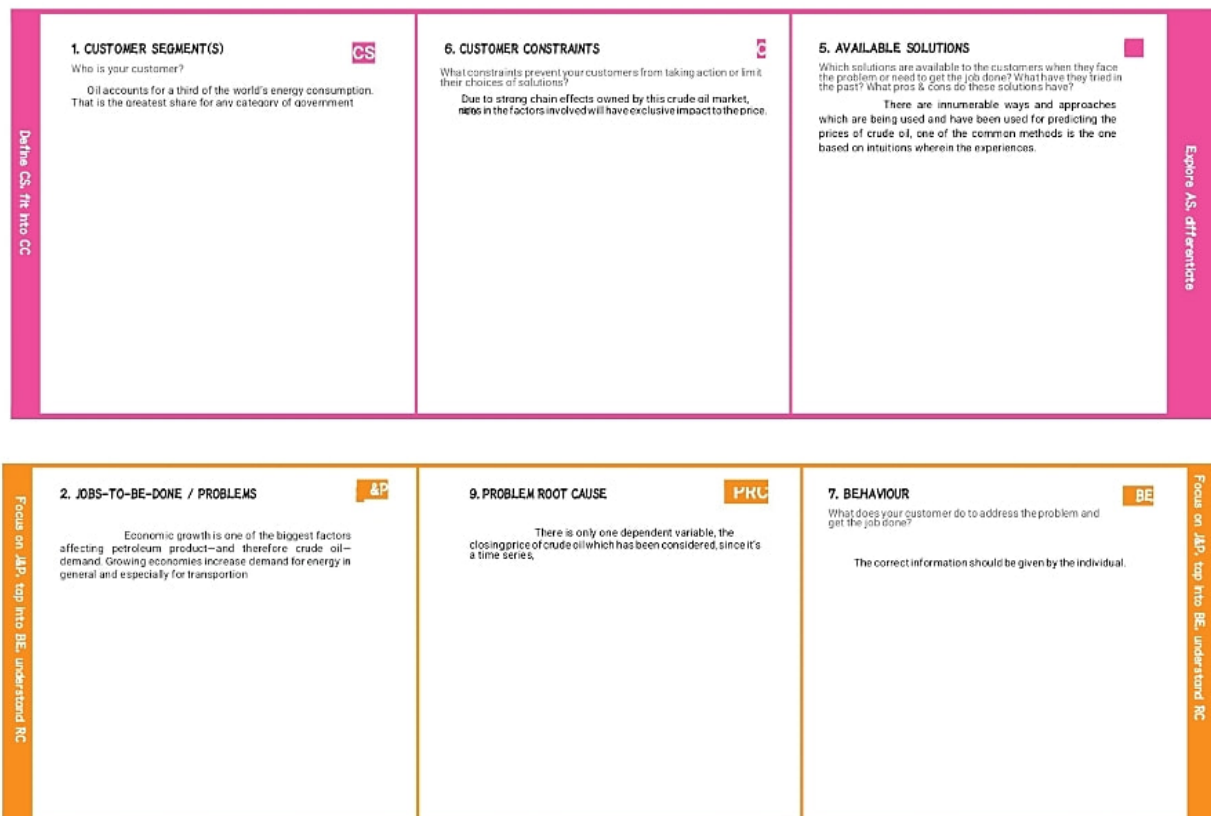 Define CS, fit into CC
1. CUSTOMER SEGMENT(S)
CS
Who is your customer?
Oil accounts for a third of the world's energy consumption.
That is the greatest share for any category of government
6. CUSTOMER CONSTRAINTS
C
What constraints prevent your customers from taking action or limit
their choices of solutions?
Due to strong chain effects owned by this crude oil market,
in the factors involved will have exclusive impact to the price.
5. AVAILABLE SOLUTIONS
Which solutions are available to the customers when they face
the problem or need to get the job done? What have they tried in
the past? What pros & cons do these solutions have?
There are innumerable ways and approaches
which are being used and have been used for predicting the
prices of crude oil, one of the common methods is the one
based on intuitions wherein the experiences.
Explore AS, differentiate
Focus on J&P, tap into BE, understand RC
2. JOBS-TO-BE-DONE / PROBLEMS
&P
Economic growth is one of the biggest factors
affecting petroleum product—and therefore crude oil—
demand. Growing economies increase demand for energy in
general and especially for transportion
9. PROBLEM ROOT CAUSE
PRC
There is only one dependent variable, the
closing price of crude oil which has been considered, since it's
a time series,
7. BEHAVIOUR
BE
What does your customer do to address the problem and
get the job done?
The correct information should be given by the individual.
Focus on J&P, tap into BE, understand RC